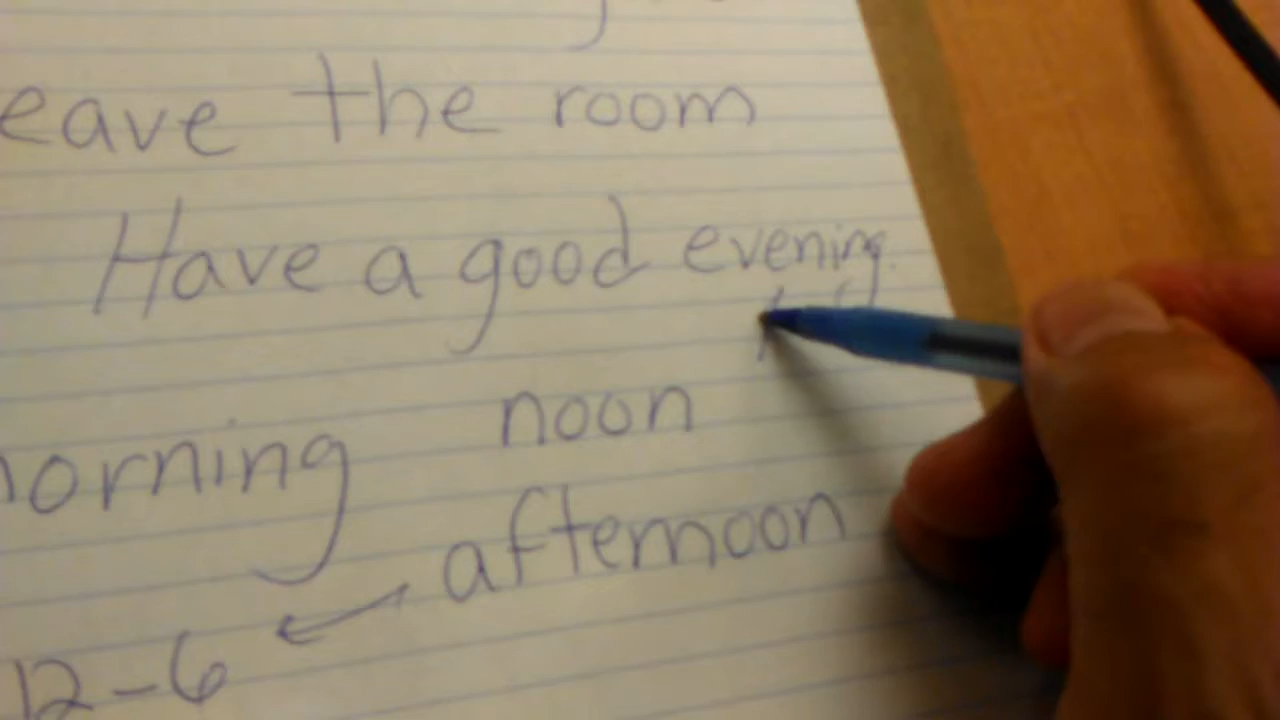 eave the room
Have a good evening.
orning noon
afternoon
12-6